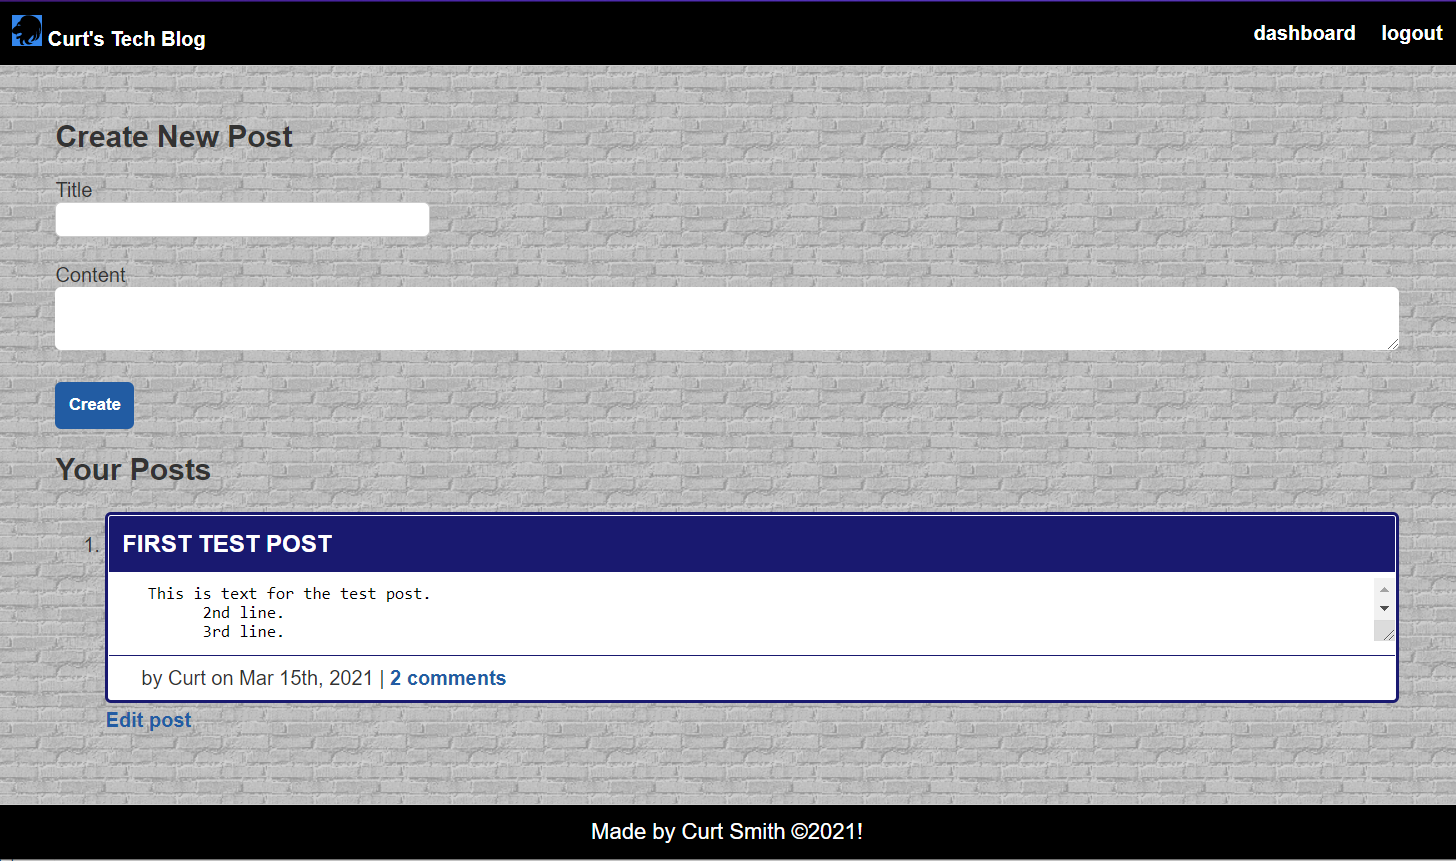 Curt's Tech Blog
dashboard logout
Create New Post
Title
Content
Create
Your Posts
1. FIRST TEST POST
This is text for the test post.
2nd line.
3rd line.
by Curt on Mar 15th, 2021 | 2 comments
Edit post
Made by Curt Smith ©2021!